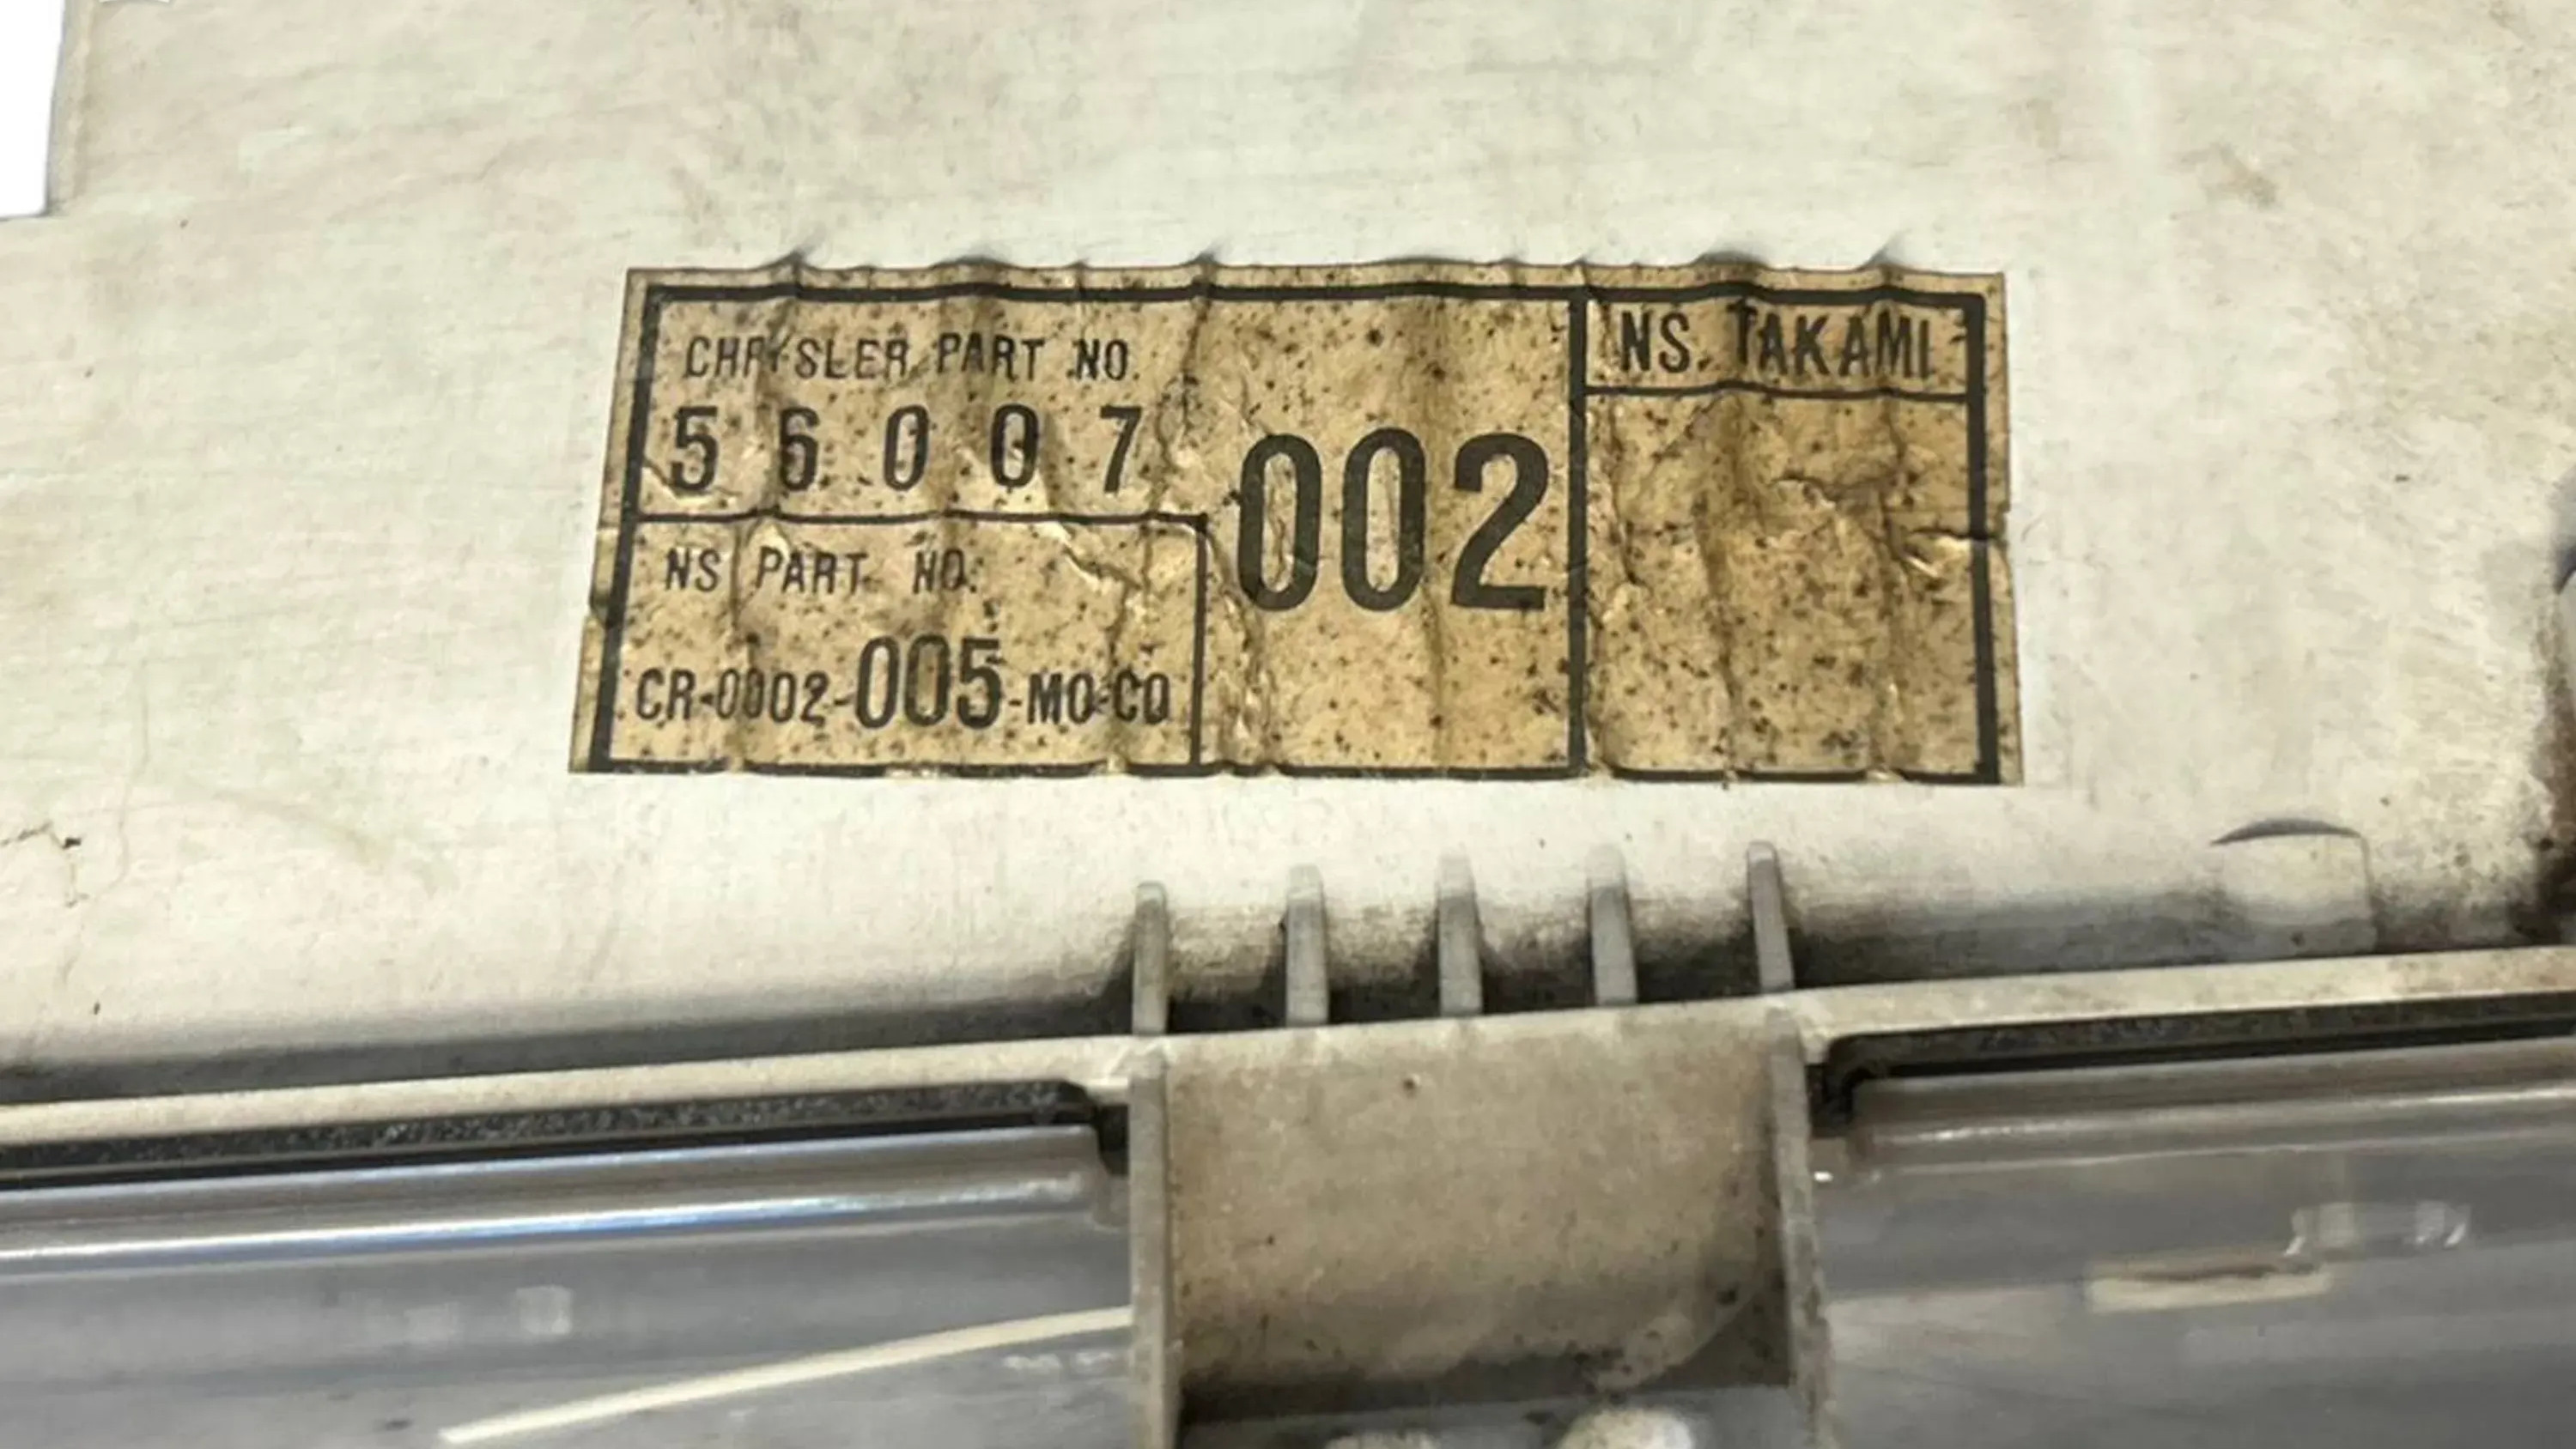 CHRYSLER PART NO.
56007
002
NS PART NO.
CR-0002-005-MO-CO
NS. TAKAMI